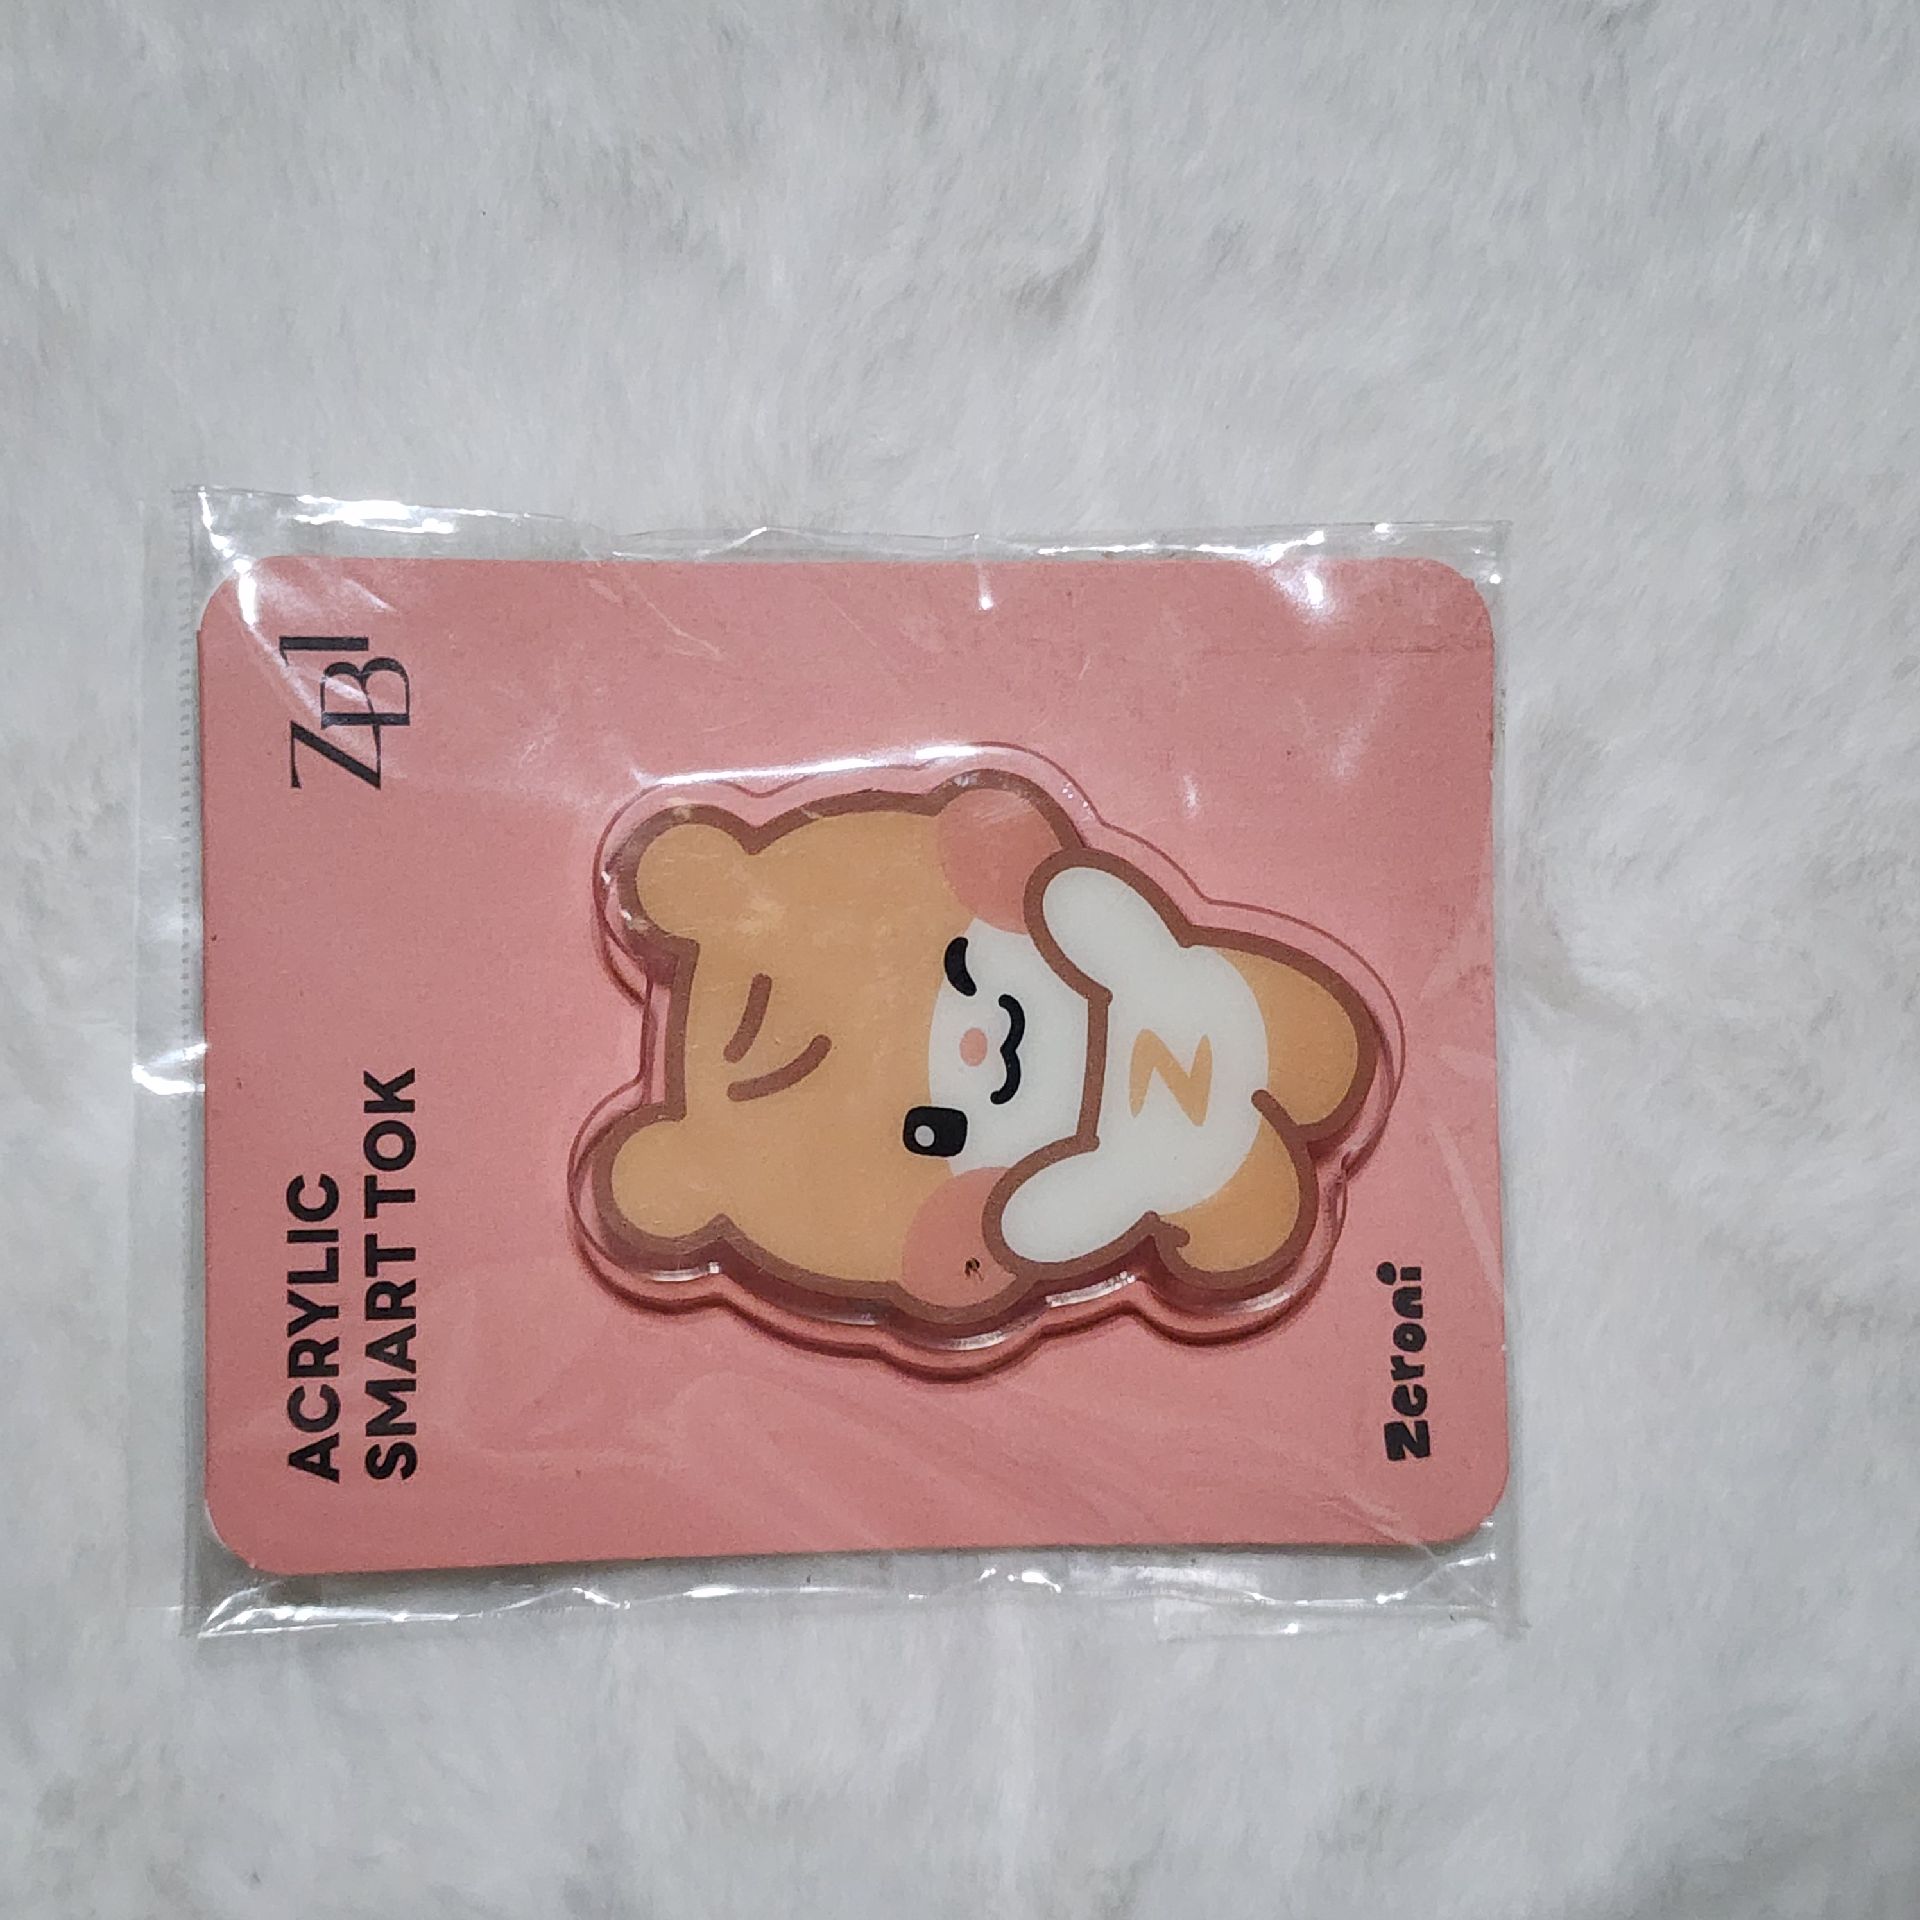 ACRYLIC
SMART TOK
ZB1
Z
Zeroni